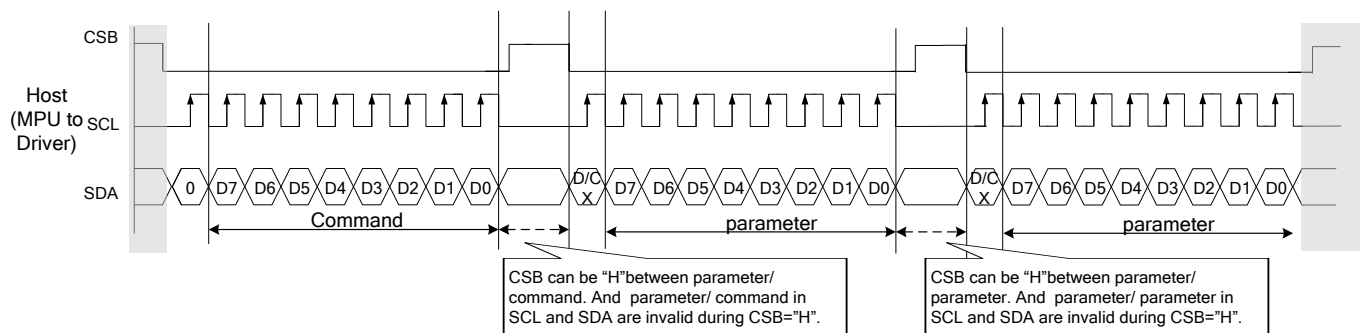 CSB
Host
(MPU to
Driver)
SCL
SDA
0 D7 D6 D5 D4 D3 D2 D1 D0
D/C
X
D7 D6 D5 D4 D3 D2 D1 D0
D/C
X
D7 D6 D5 D4 D3 D2 D1 D0
Command
parameter
parameter
CSB can be “H”between parameter/
command. And parameter/ command in
SCL and SDA are invalid during CSB="H”.
CSB can be “H”between parameter/
parameter. And parameter/ parameter in
SCL and SDA are invalid during CSB="H”.